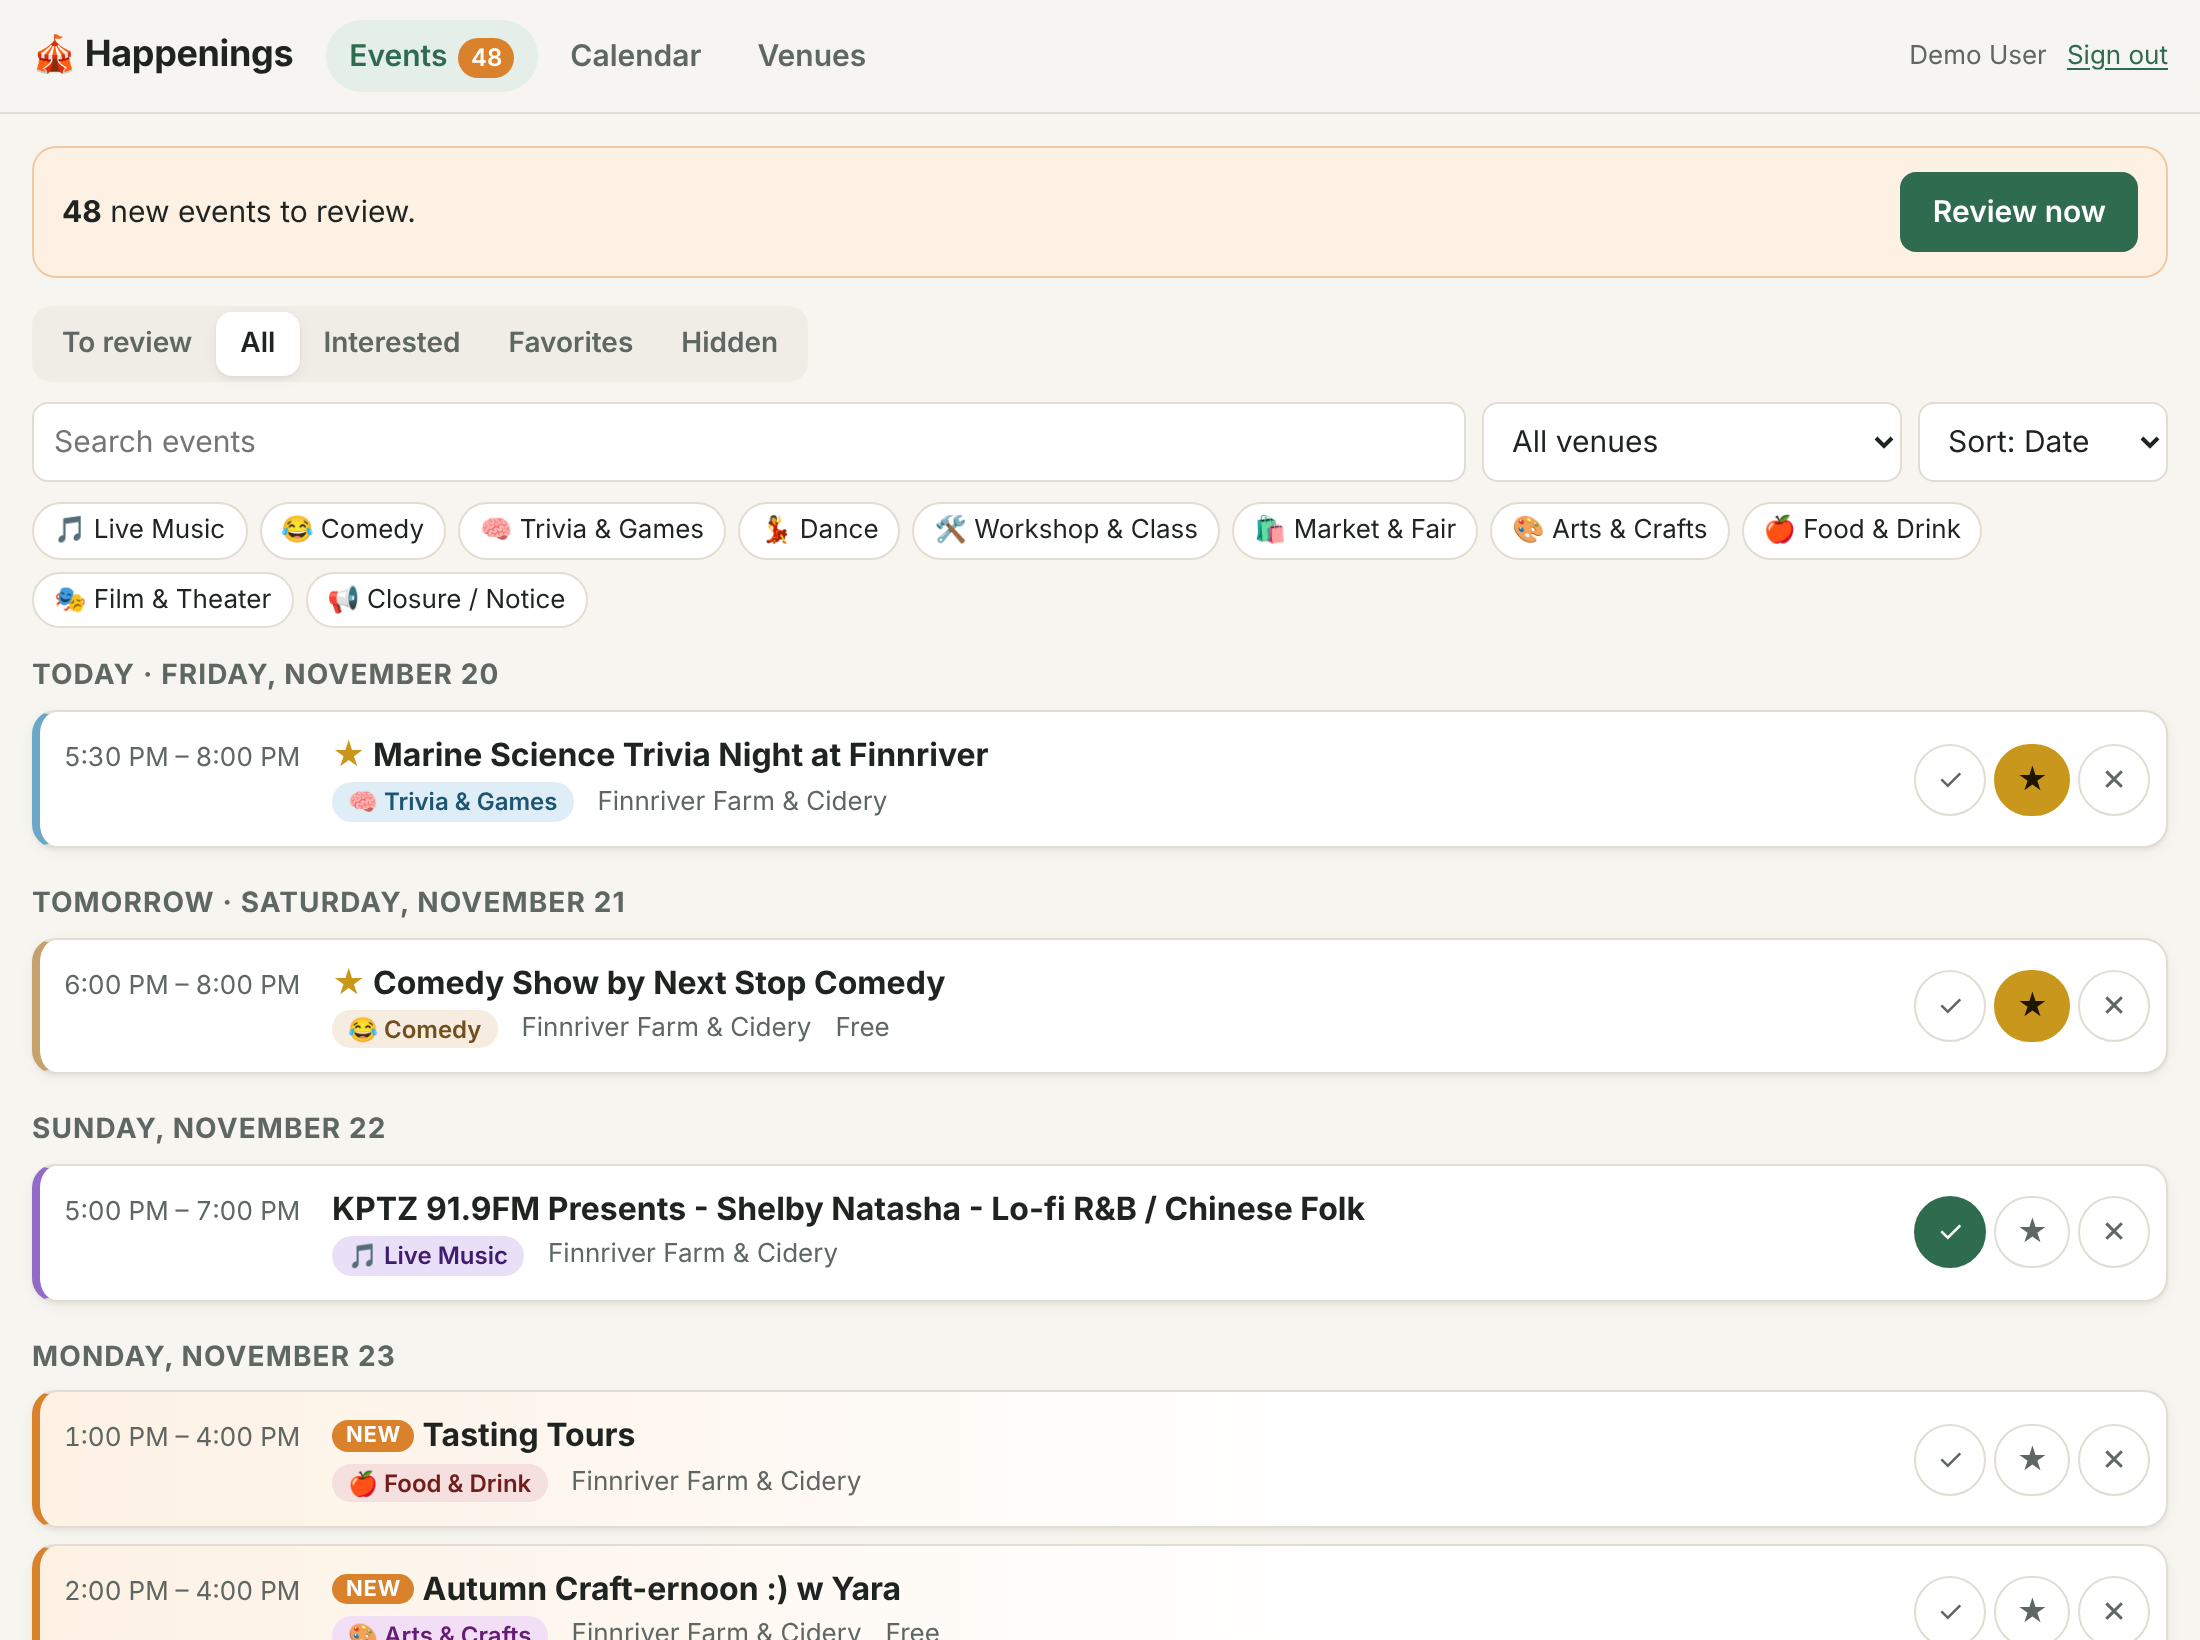 Happenings Events 48 Calendar Venues Demo User Sign out
48 new events to review. Review now
To review All Interested Favorites Hidden
Search events All venues Sort: Date
Live Music Comedy Trivia & Games Dance Workshop & Class Market & Fair Arts & Crafts Food & Drink
Film & Theater Closure / Notice
TODAY · FRIDAY, NOVEMBER 20
5:30 PM – 8:00 PM ★ Marine Science Trivia Night at Finnriver
Trivia & Games Finnriver Farm & Cidery
TOMORROW · SATURDAY, NOVEMBER 21
6:00 PM – 8:00 PM ★ Comedy Show by Next Stop Comedy
Comedy Finnriver Farm & Cidery Free
SUNDAY, NOVEMBER 22
5:00 PM – 7:00 PM KPTZ 91.9FM Presents - Shelby Natasha - Lo-fi R&B / Chinese Folk
Live Music Finnriver Farm & Cidery
MONDAY, NOVEMBER 23
1:00 PM – 4:00 PM NEW Tasting Tours
Food & Drink Finnriver Farm & Cidery
2:00 PM – 4:00 PM NEW Autumn Craft-ernoon :) w Yara
Arts & Crafts Finnriver Farm & Cidery Free